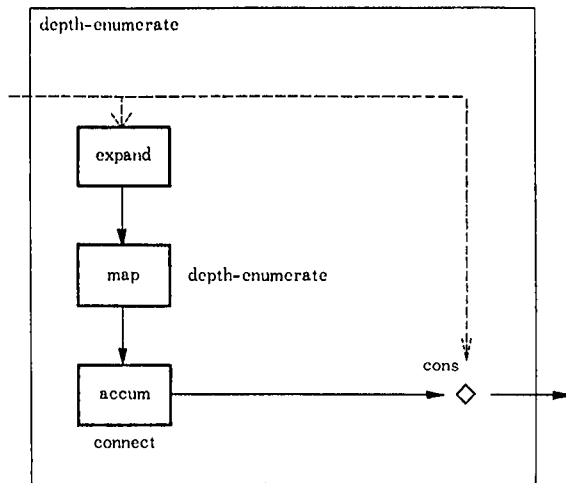 depth-enumerate
expand
map
depth-enumerate
cons
accum
connect